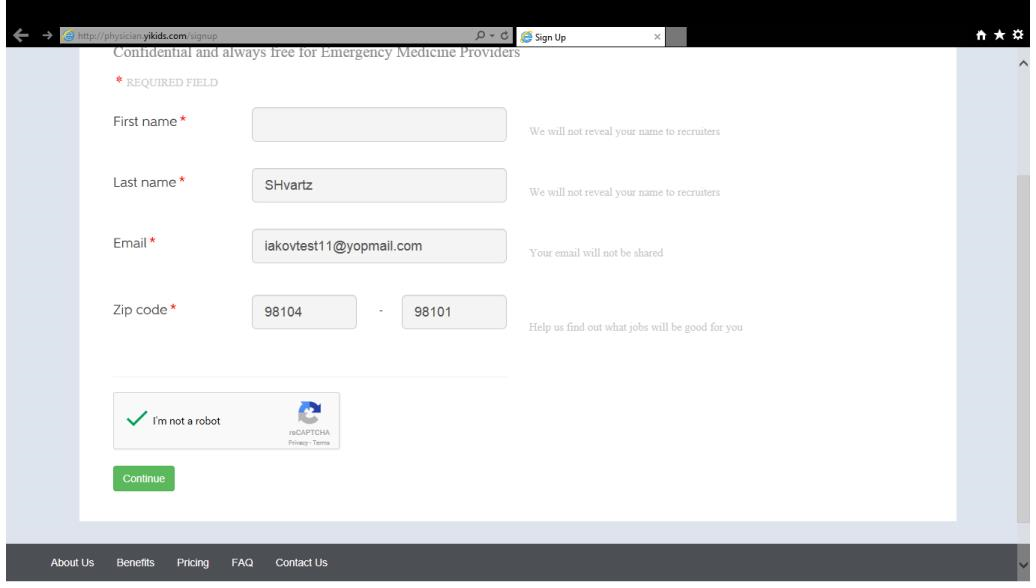 http://physician.yikids.com/signup
Sign Up
Confidential and always free for Emergency Medicine Providers
* REQUIRED FIELD
First name *
We will not reveal your name to recruiters
Last name *
SHvartz
We will not reveal your name to recruiters
Email *
iakovtest11@yopmail.com
Your email will not be shared
Zip code *
98104 - 98101
Help us find out what jobs will be good for you
I'm not a robot
reCAPTCHA
Privacy - Terms
Continue
About Us Benefits Pricing FAQ Contact Us